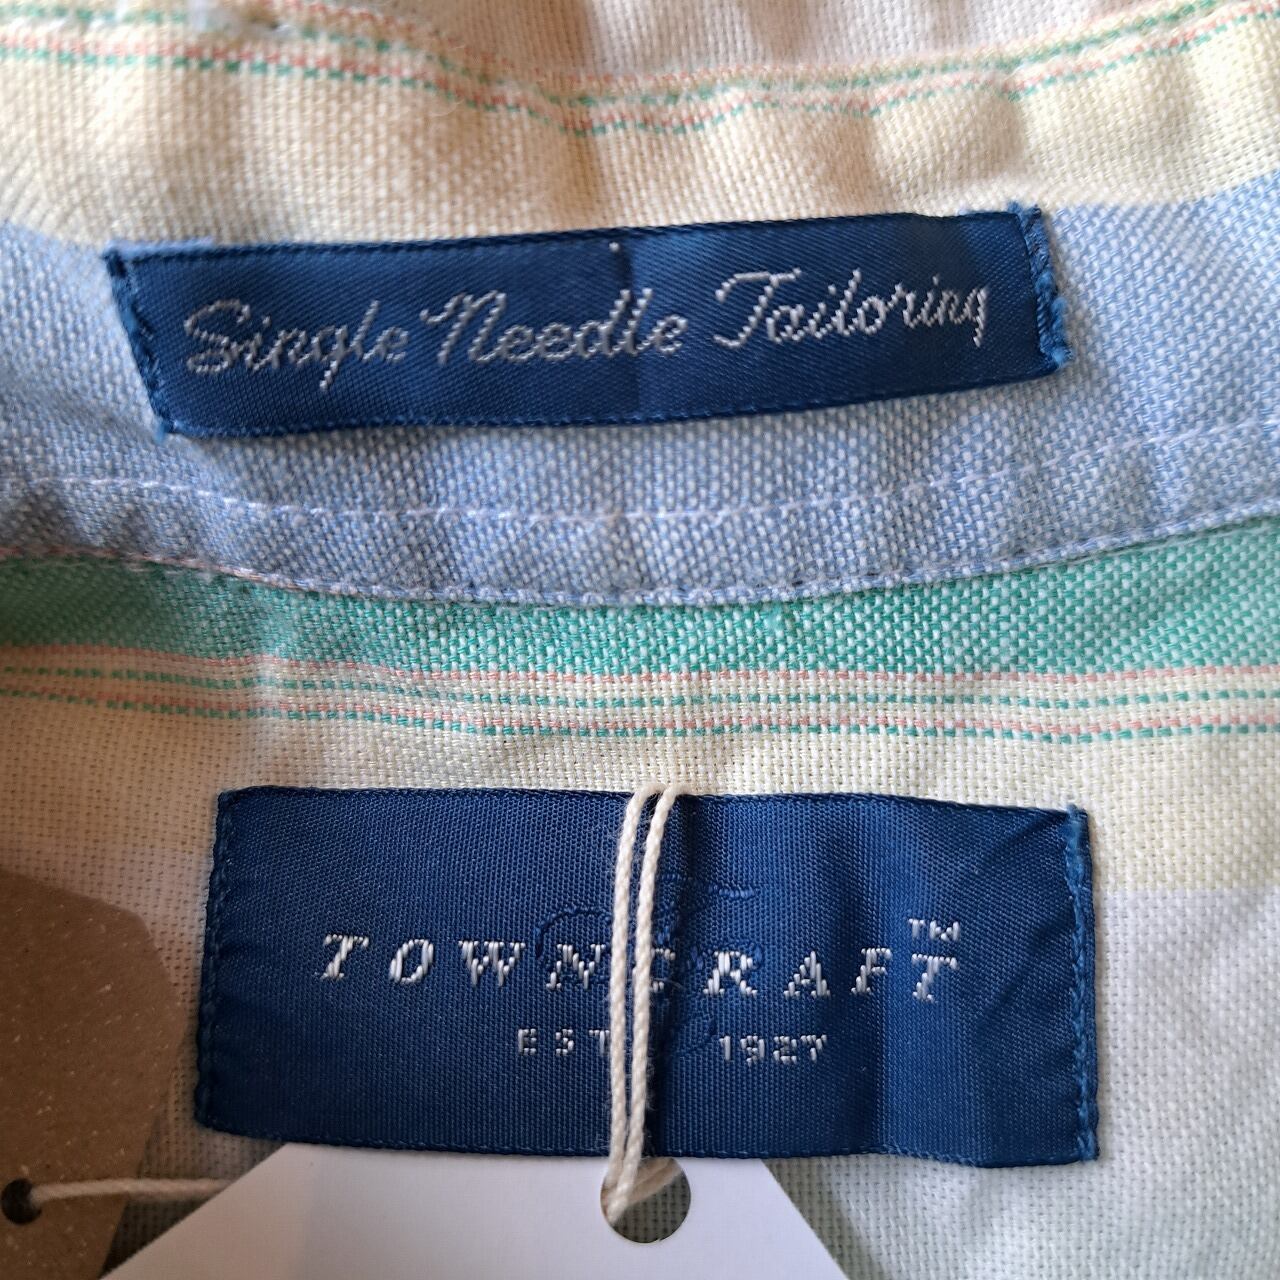 Single Needle Tailoring
TOWNCRAFT™
EST 1927